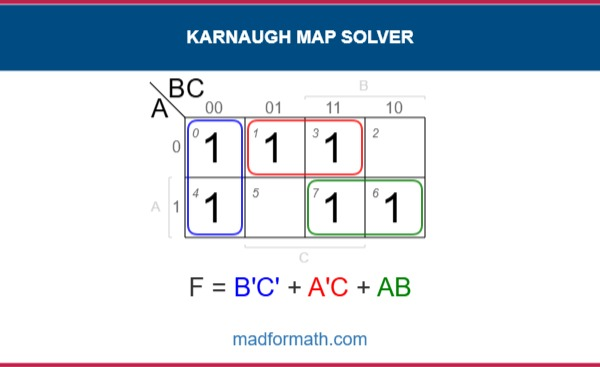 KARNAUGH MAP SOLVER
BC
B
A
00 01 11 10
0 0 1 1 1 3 1 2
A 1 4 1 5 7 1 6 1
C
F = B'C' + A'C + AB
madformath.com